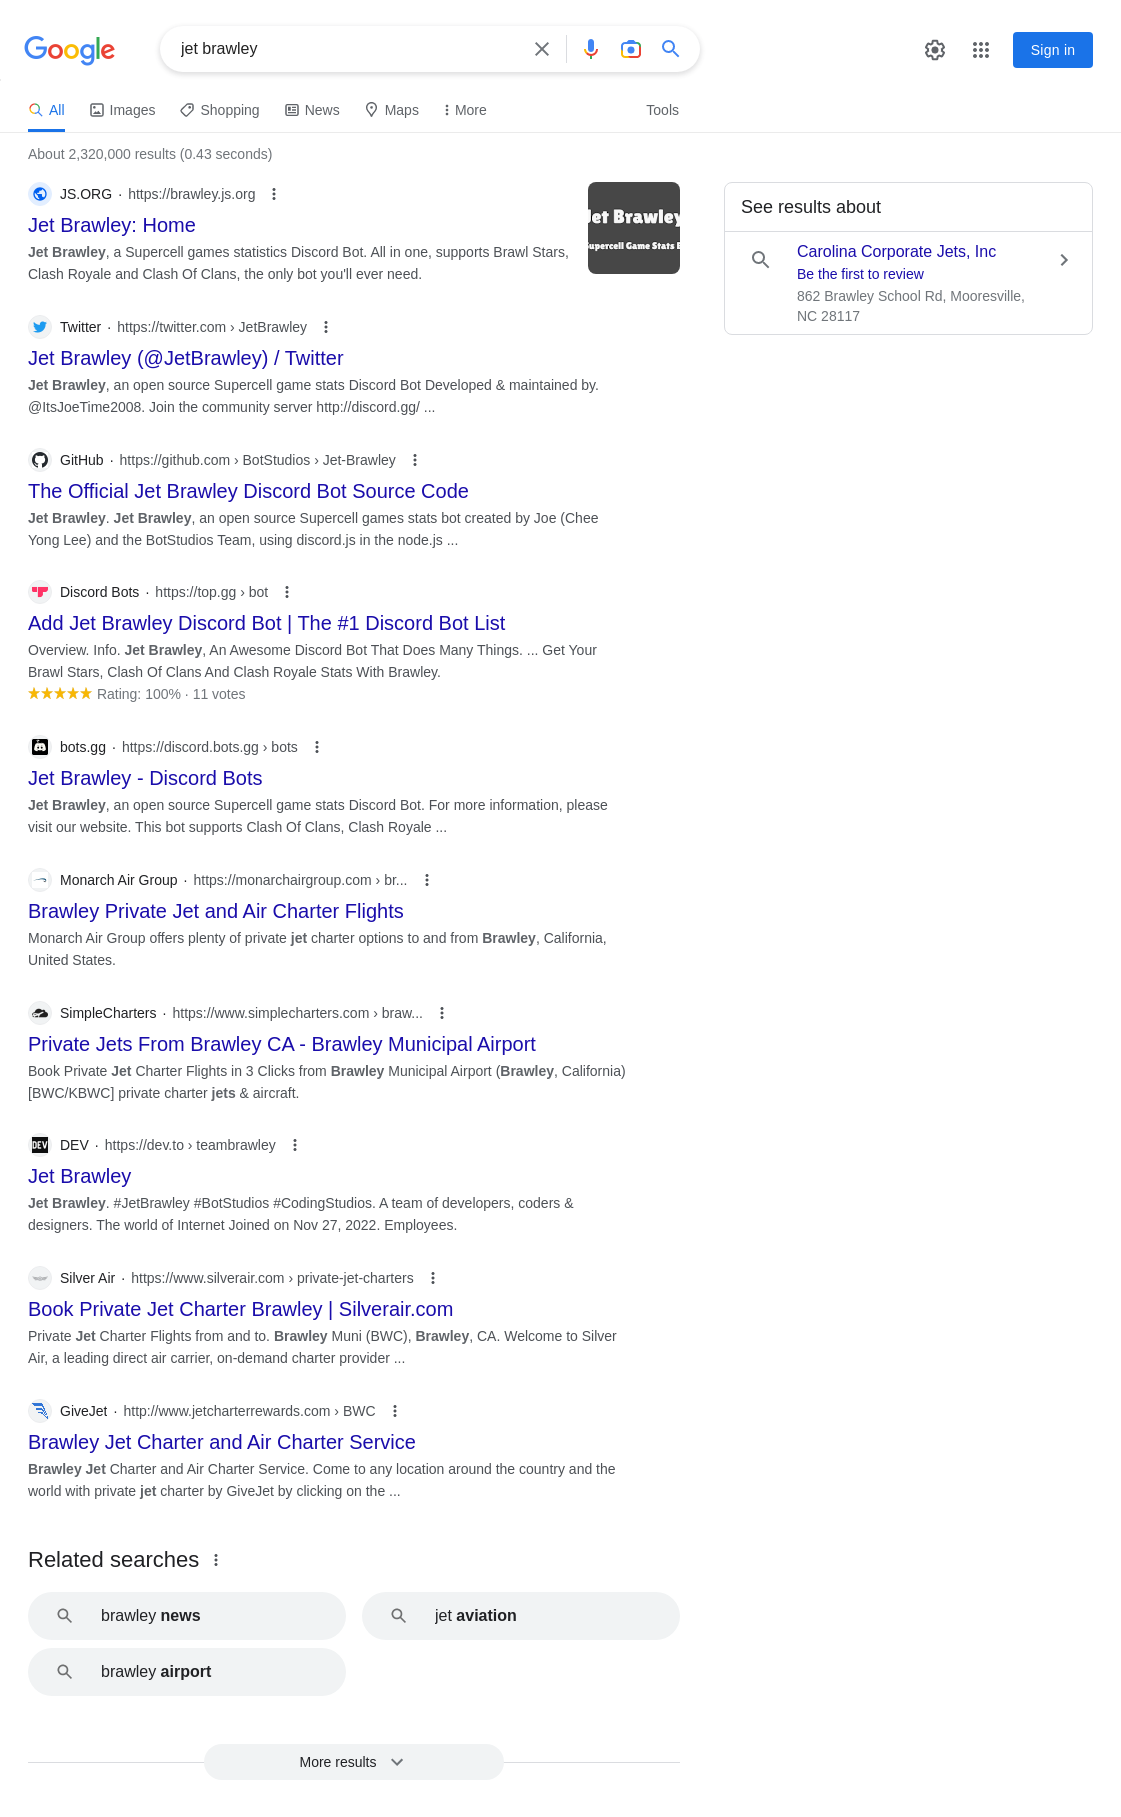 Google
jet brawley
Sign in
All
Images
Shopping
News
Maps
More
Tools
About 2,320,000 results (0.43 seconds)
JS.ORG · https://brawley.js.org
Jet Brawley: Home
Jet Brawley, a Supercell games statistics Discord Bot. All in one, supports Brawl Stars,
Clash Royale and Clash Of Clans, the only bot you'll ever need.
Jet Brawley
Supercell Game Stats B
See results about
Carolina Corporate Jets, Inc
Be the first to review
862 Brawley School Rd, Mooresville,
NC 28117
Twitter · https://twitter.com › JetBrawley
Jet Brawley (@JetBrawley) / Twitter
Jet Brawley, an open source Supercell game stats Discord Bot Developed & maintained by.
@ItsJoeTime2008. Join the community server http://discord.gg/ ...
GitHub · https://github.com › BotStudios › Jet-Brawley
The Official Jet Brawley Discord Bot Source Code
Jet Brawley. Jet Brawley, an open source Supercell games stats bot created by Joe (Chee
Yong Lee) and the BotStudios Team, using discord.js in the node.js ...
Discord Bots · https://top.gg › bot
Add Jet Brawley Discord Bot | The #1 Discord Bot List
Overview. Info. Jet Brawley, An Awesome Discord Bot That Does Many Things. ... Get Your
Brawl Stars, Clash Of Clans And Clash Royale Stats With Brawley.
Rating: 100% · 11 votes
bots.gg · https://discord.bots.gg › bots
Jet Brawley - Discord Bots
Jet Brawley, an open source Supercell game stats Discord Bot. For more information, please
visit our website. This bot supports Clash Of Clans, Clash Royale ...
Monarch Air Group · https://monarchairgroup.com › br...
Brawley Private Jet and Air Charter Flights
Monarch Air Group offers plenty of private jet charter options to and from Brawley, California,
United States.
SimpleCharters · https://www.simplecharters.com › braw...
Private Jets From Brawley CA - Brawley Municipal Airport
Book Private Jet Charter Flights in 3 Clicks from Brawley Municipal Airport (Brawley, California)
[BWC/KBWC] private charter jets & aircraft.
DEV
DEV · https://dev.to › teambrawley
Jet Brawley
Jet Brawley. #JetBrawley #BotStudios #CodingStudios. A team of developers, coders &
designers. The world of Internet Joined on Nov 27, 2022. Employees.
Silver Air · https://www.silverair.com › private-jet-charters
Book Private Jet Charter Brawley | Silverair.com
Private Jet Charter Flights from and to. Brawley Muni (BWC), Brawley, CA. Welcome to Silver
Air, a leading direct air carrier, on-demand charter provider ...
GiveJet · http://www.jetcharterrewards.com › BWC
Brawley Jet Charter and Air Charter Service
Brawley Jet Charter and Air Charter Service. Come to any location around the country and the
world with private jet charter by GiveJet by clicking on the ...
Related searches
brawley news
jet aviation
brawley airport
More results